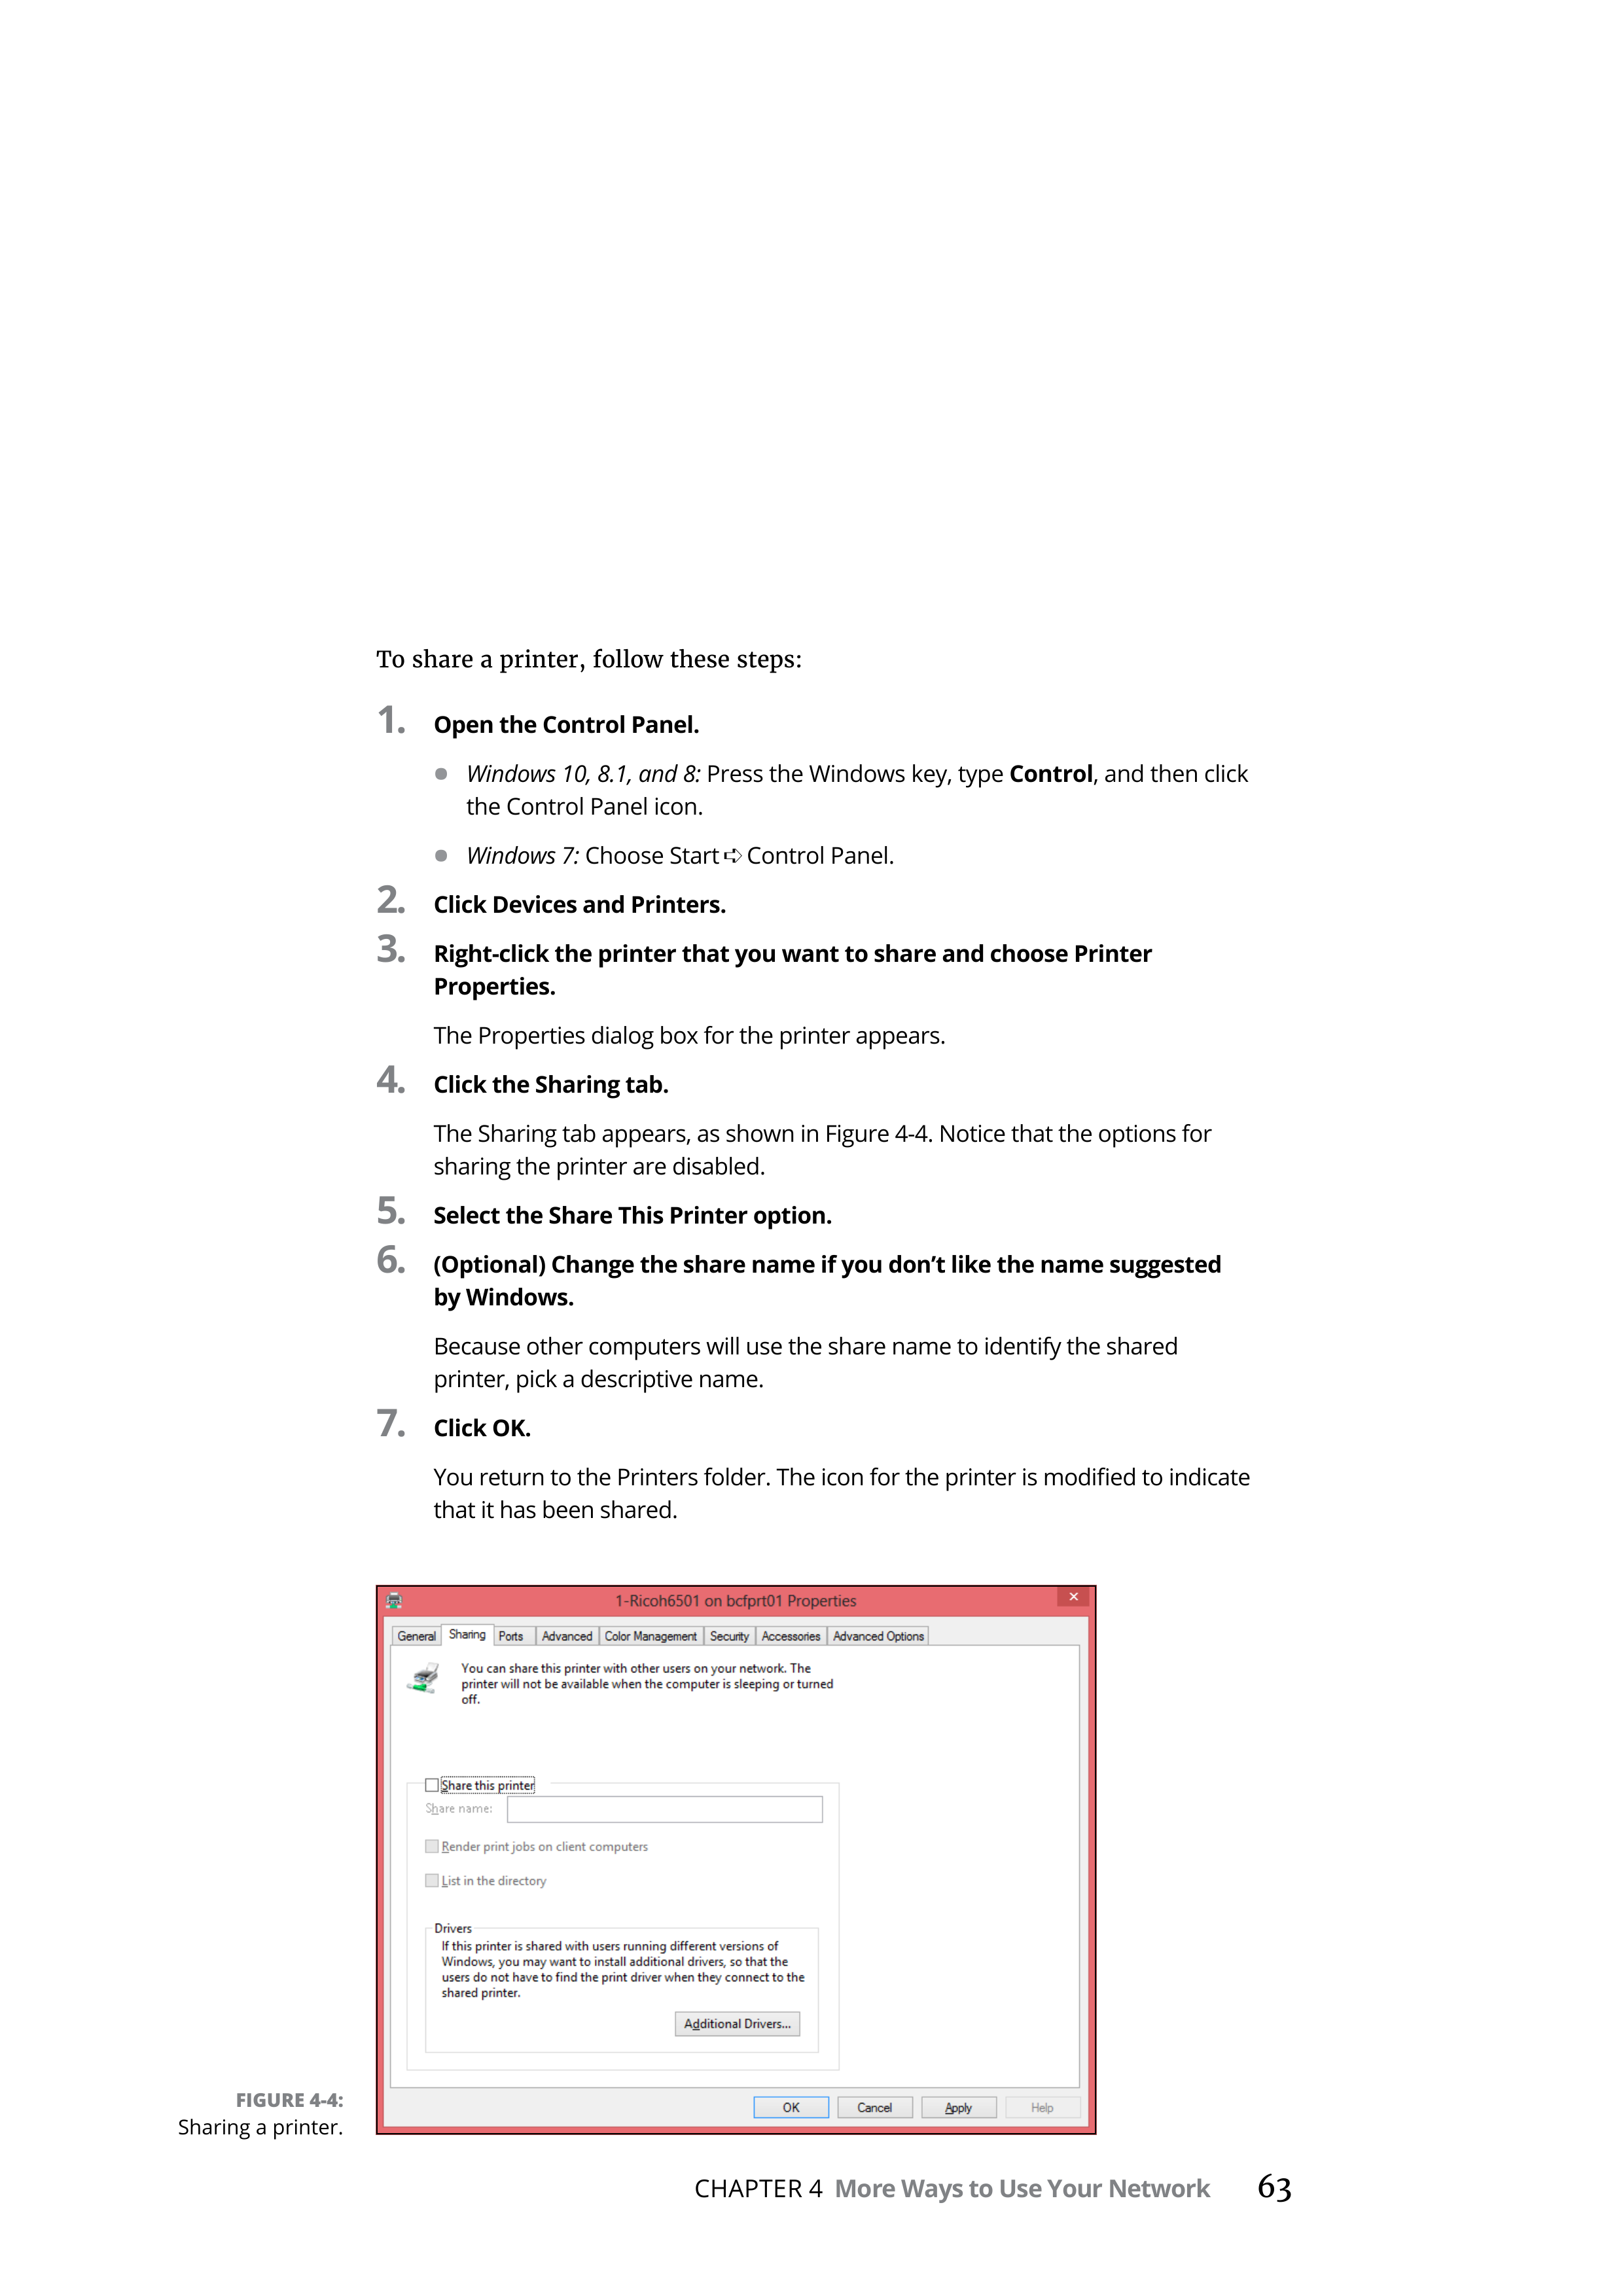 To share a printer, follow these steps:
1. Open the Control Panel.
• Windows 10, 8.1, and 8: Press the Windows key, type Control, and then click
the Control Panel icon.
• Windows 7: Choose Start ➪ Control Panel.
2. Click Devices and Printers.
3. Right-click the printer that you want to share and choose Printer
Properties.
The Properties dialog box for the printer appears.
4. Click the Sharing tab.
The Sharing tab appears, as shown in Figure 4-4. Notice that the options for
sharing the printer are disabled.
5. Select the Share This Printer option.
6. (Optional) Change the share name if you don’t like the name suggested
by Windows.
Because other computers will use the share name to identify the shared
printer, pick a descriptive name.
7. Click OK.
You return to the Printers folder. The icon for the printer is modified to indicate
that it has been shared.
1-Ricoh6501 on bcfprt01 Properties
General Sharing Ports Advanced Color Management Security Accessories Advanced Options
You can share this printer with other users on your network. The
printer will not be available when the computer is sleeping or turned
off.
Share this printer
Share name:
Render print jobs on client computers
List in the directory
Drivers
If this printer is shared with users running different versions of
Windows, you may want to install additional drivers, so that the
users do not have to find the print driver when they connect to the
shared printer.
Additional Drivers...
OK Cancel Apply Help
FIGURE 4-4:
Sharing a printer.
CHAPTER 4 More Ways to Use Your Network 63